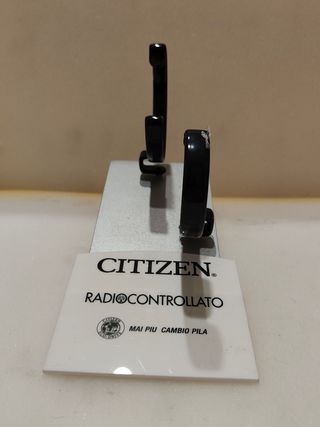 CITIZEN®
RADIOCONTROLLATO
MAI PIU CAMBIO PILA